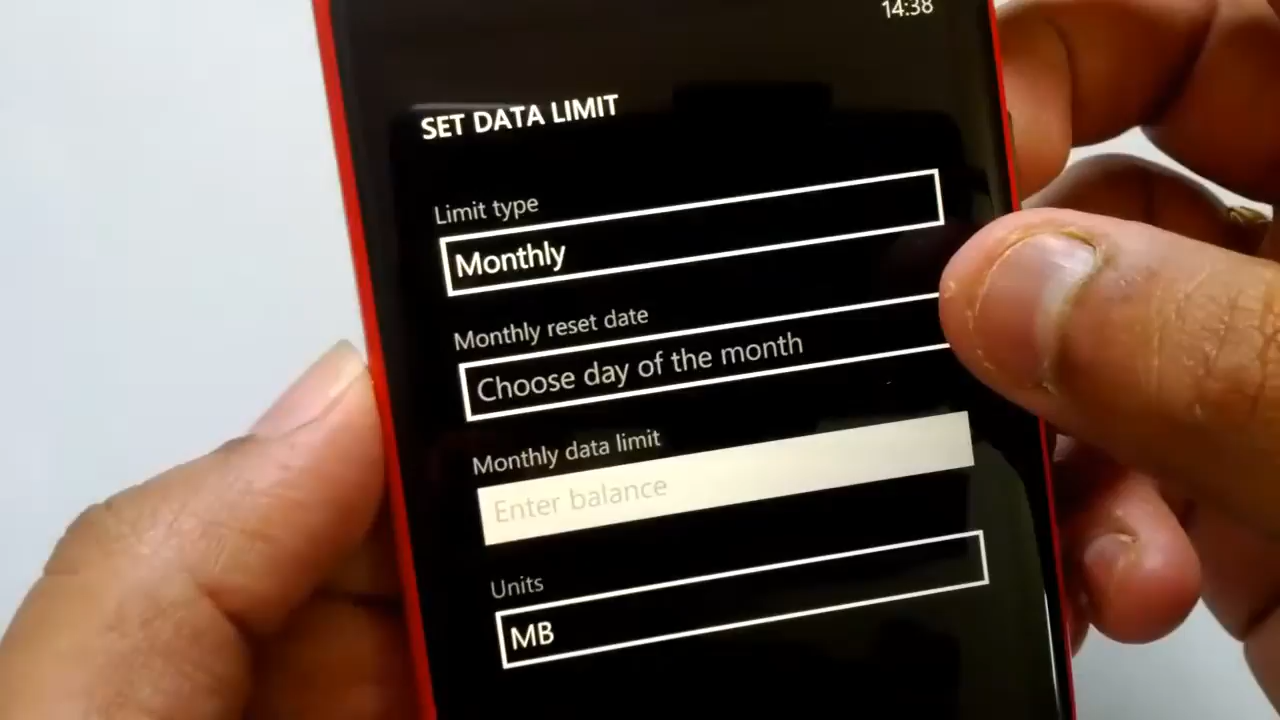 14:38
SET DATA LIMIT
Limit type
Monthly
Monthly reset date
Choose day of the month
Monthly data limit
Enter balance
Units
MB